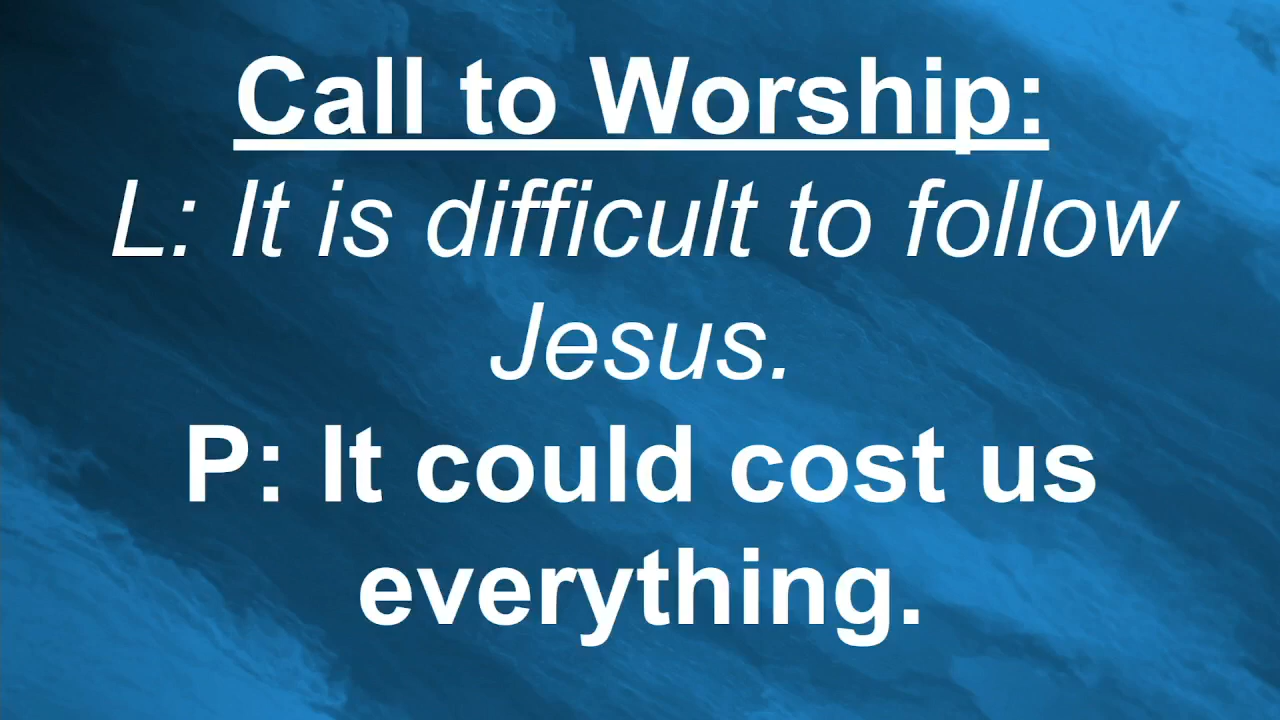 Call to Worship:
L: It is difficult to follow
Jesus.
P: It could cost us
everything.